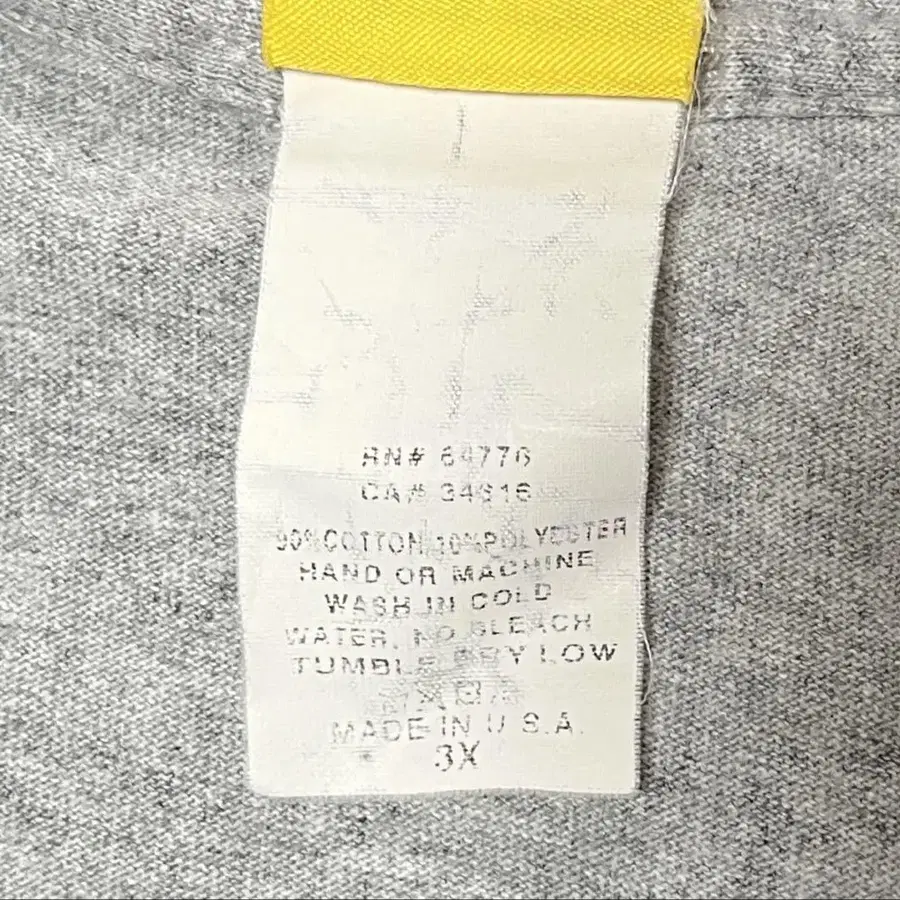 RN# 64776
CA# 34616
90% COTTON 10% POLYESTER
HAND OR MACHINE
WASH IN COLD
WATER, NO BLEACH
TUMBLE DRY LOW
MADE IN U.S.A.
3X